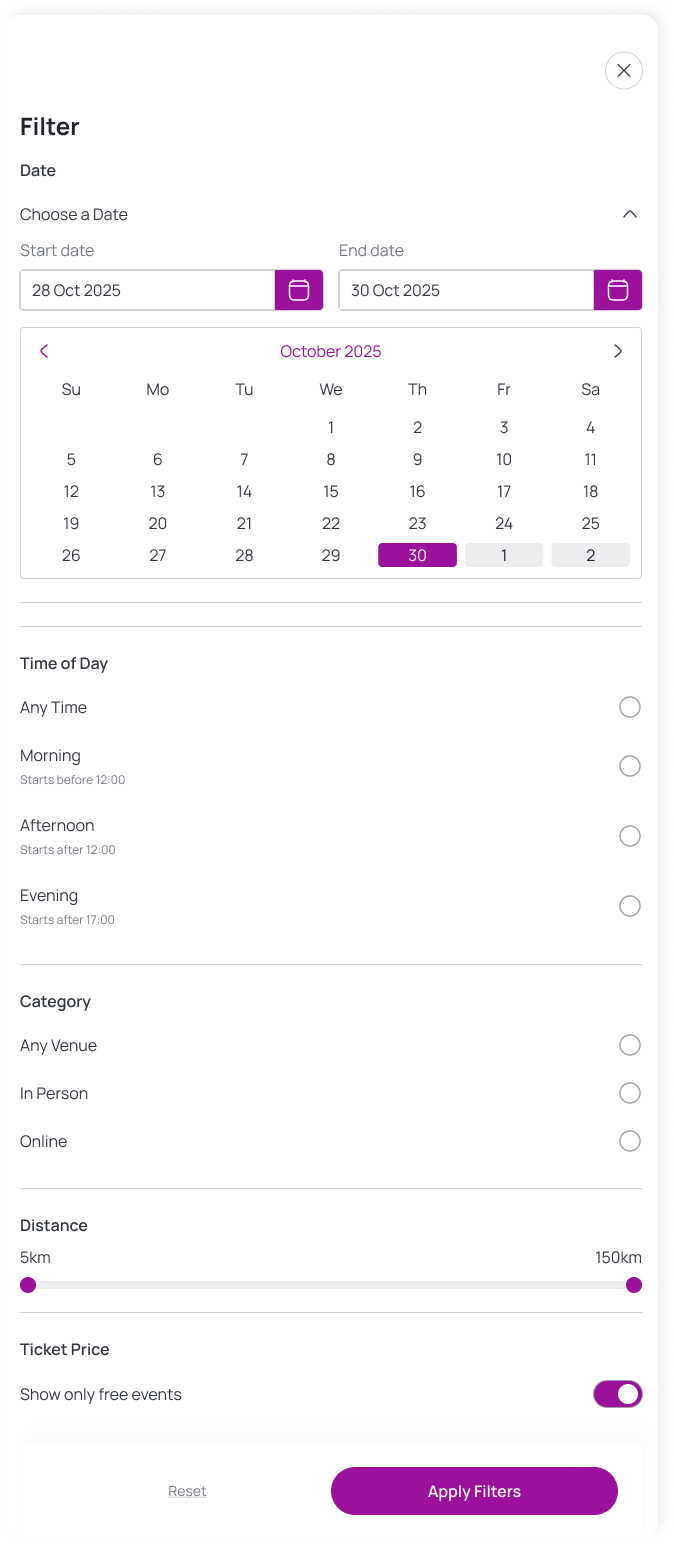 Filter
Date
Choose a Date
Start date End date
28 Oct 2025 30 Oct 2025
October 2025
Su Mo Tu We Th Fr Sa
1 2 3 4
5 6 7 8 9 10 11
12 13 14 15 16 17 18
19 20 21 22 23 24 25
26 27 28 29 30 1 2
Time of Day
Any Time
Morning
Starts before 12:00
Afternoon
Starts after 12:00
Evening
Starts after 17:00
Category
Any Venue
In Person
Online
Distance
5km 150km
Ticket Price
Show only free events
Reset Apply Filters